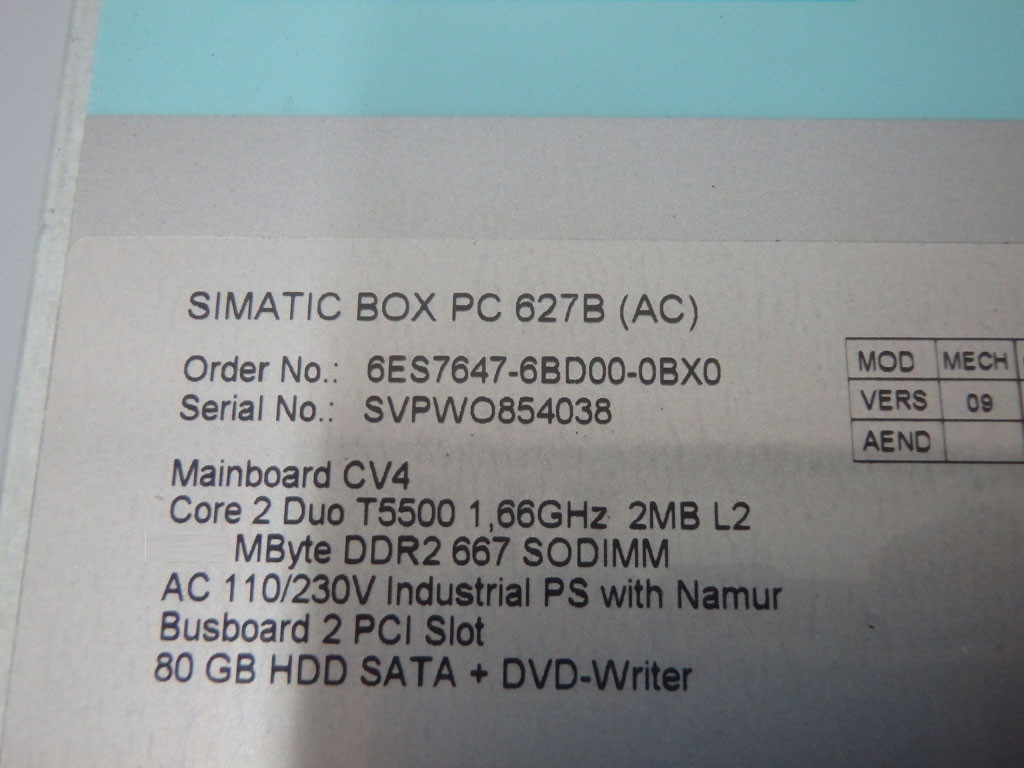 SIMATIC BOX PC 627B (AC)
Order No.: 6ES7647-6BD00-0BX0
Serial No.: SVPWO854038
MOD MECH
VERS 09
AEND
Mainboard CV4
Core 2 Duo T5500 1,66GHz 2MB L2
MByte DDR2 667 SODIMM
AC 110/230V Industrial PS with Namur
Busboard 2 PCI Slot
80 GB HDD SATA + DVD-Writer